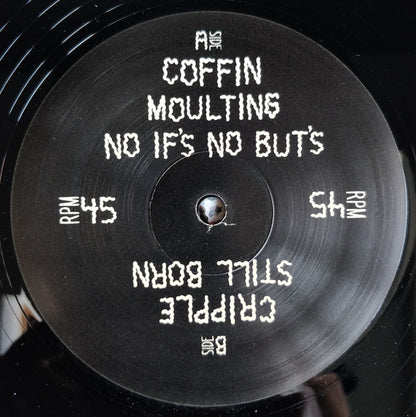 A SIDE
COFFIN
MOULTING
NO IF'S NO BUT'S
RPM 45
45 RPM
B SIDE
CRIPPLE
STILL BORN